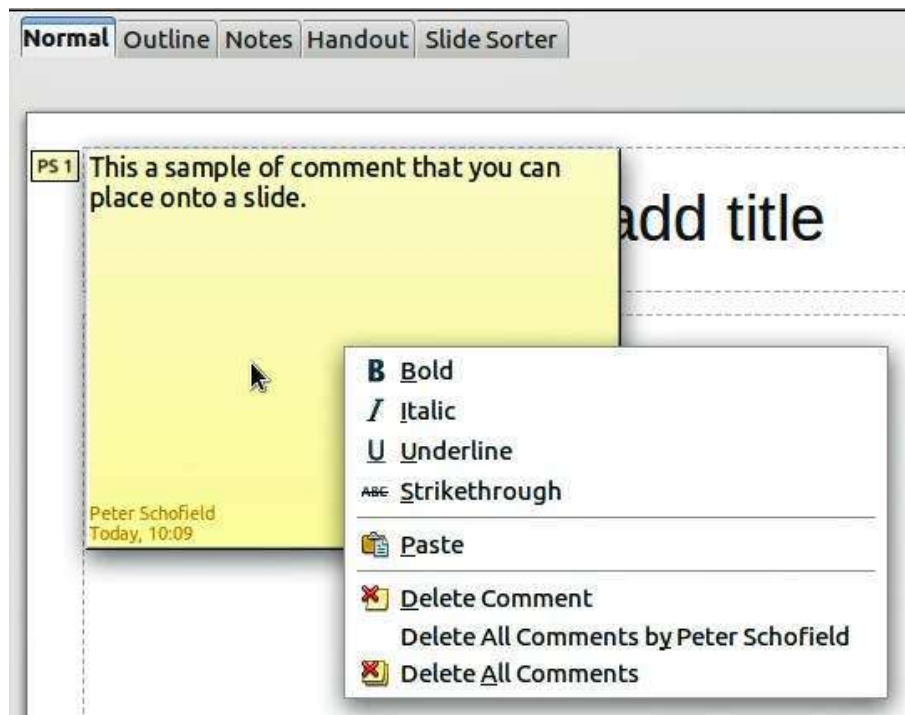 Normal Outline Notes Handout Slide Sorter
PS 1
This a sample of comment that you can
place onto a slide.
add title
Peter Schofield
Today, 10:09
B Bold
I Italic
U Underline
ABC Strikethrough
Paste
Delete Comment
Delete All Comments by Peter Schofield
Delete All Comments